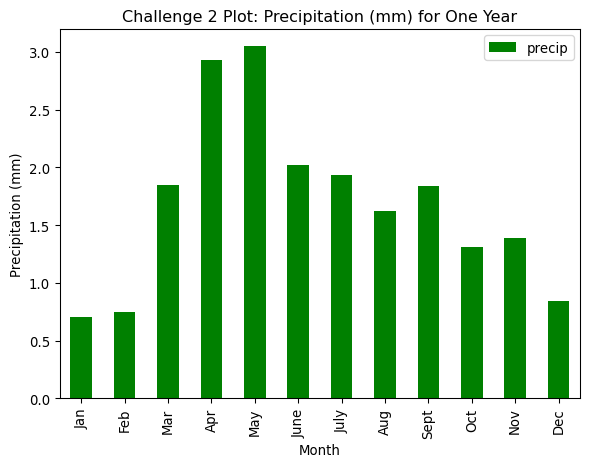 Challenge 2 Plot: Precipitation (mm) for One Year
precip
Precipitation (mm)
3.0
2.5
2.0
1.5
1.0
0.5
0.0
Jan
Feb
Mar
Apr
May
June
July
Aug
Sept
Oct
Nov
Dec
Month